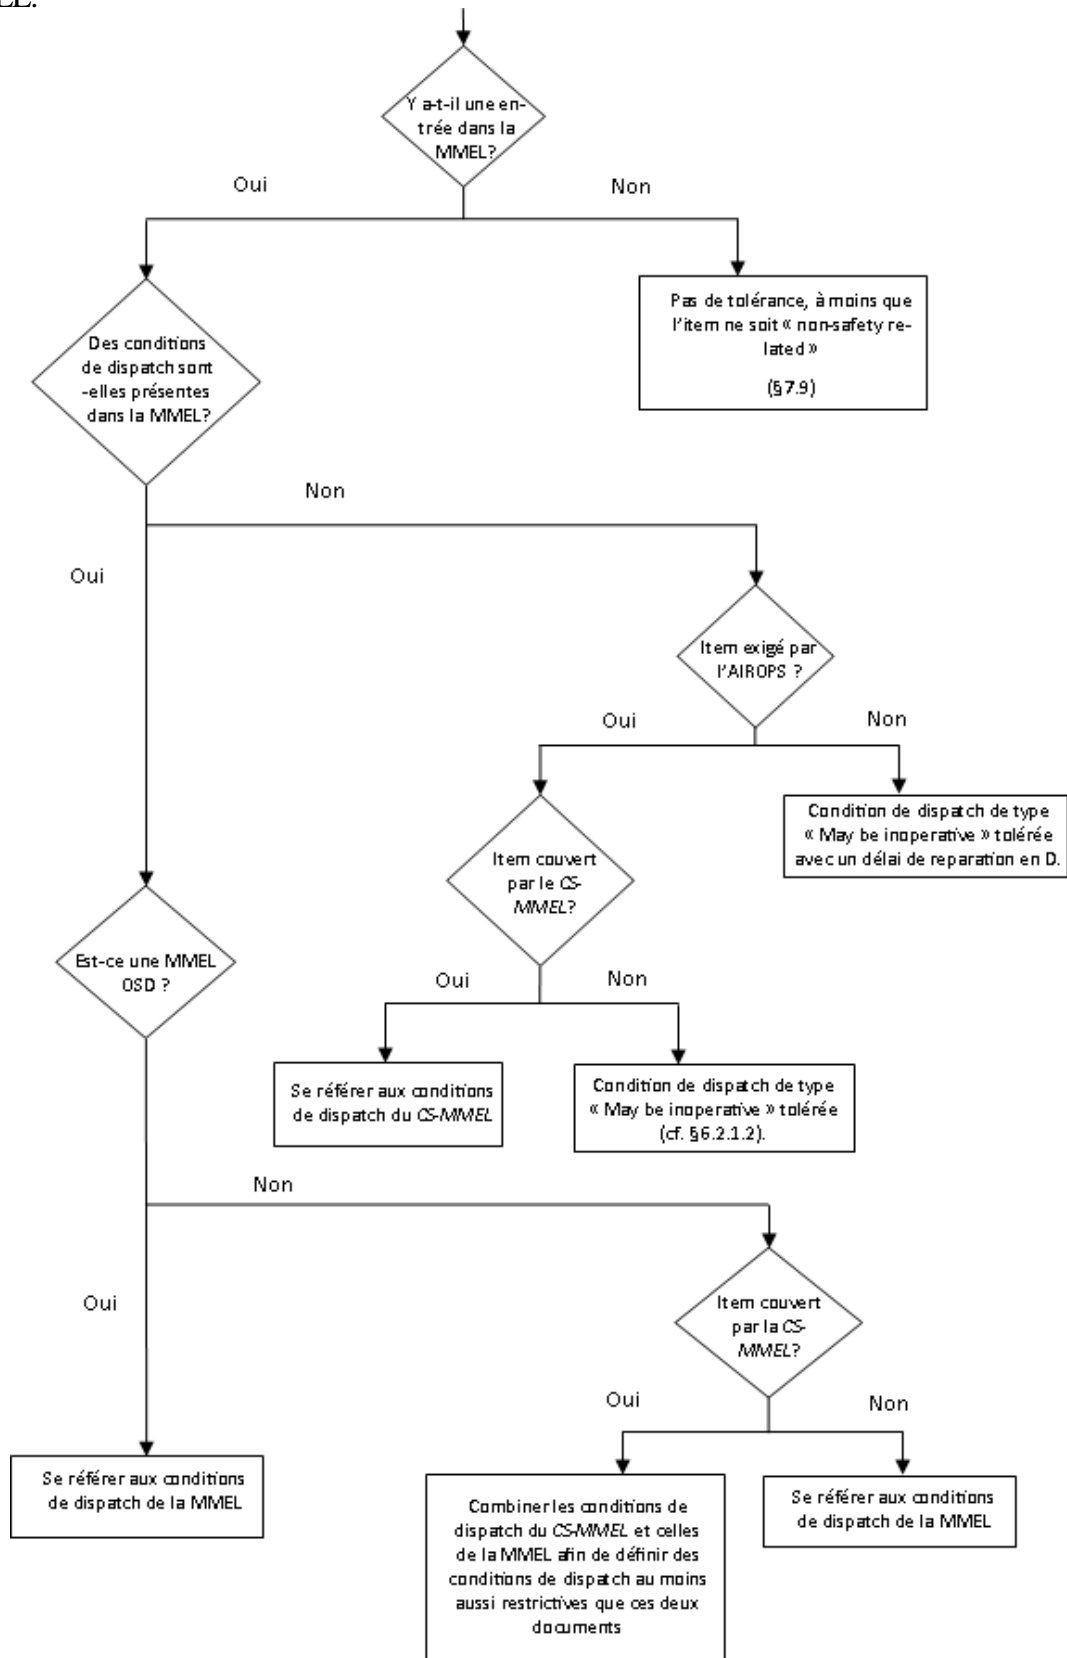 Y a-t-il une en-
trée dans la
MMEL?
Oui
Non
Pas de tolérance, à moins que
l'item ne soit « non-safety re-
lated »
(§7.9)
Des conditions
de dispatch sont
-elles présentes
dans la MMEL?
Non
Oui
Item exigé par
l'AIROPS ?
Oui
Non
Condition de dispatch de type
« May be inoperative » tolérée
avec un délai de reparation en D.
Item couvert
par le CS-
MMEL?
Est-ce une MMEL
OSD ?
Oui
Non
Se référer aux conditions
de dispatch du CS-MMEL
Condition de dispatch de type
« May be inoperative » tolérée
(cf. §6.2.1.2).
Non
Oui
Item couvert
par la CS-
MMEL?
Oui
Non
Se référer aux conditions
de dispatch de la MMEL
Combiner les conditions de
dispatch du CS-MMEL et celles
de la MMEL afin de définir des
conditions de dispatch au moins
aussi restrictives que ces deux
documents
Se référer aux conditions
de dispatch de la MMEL